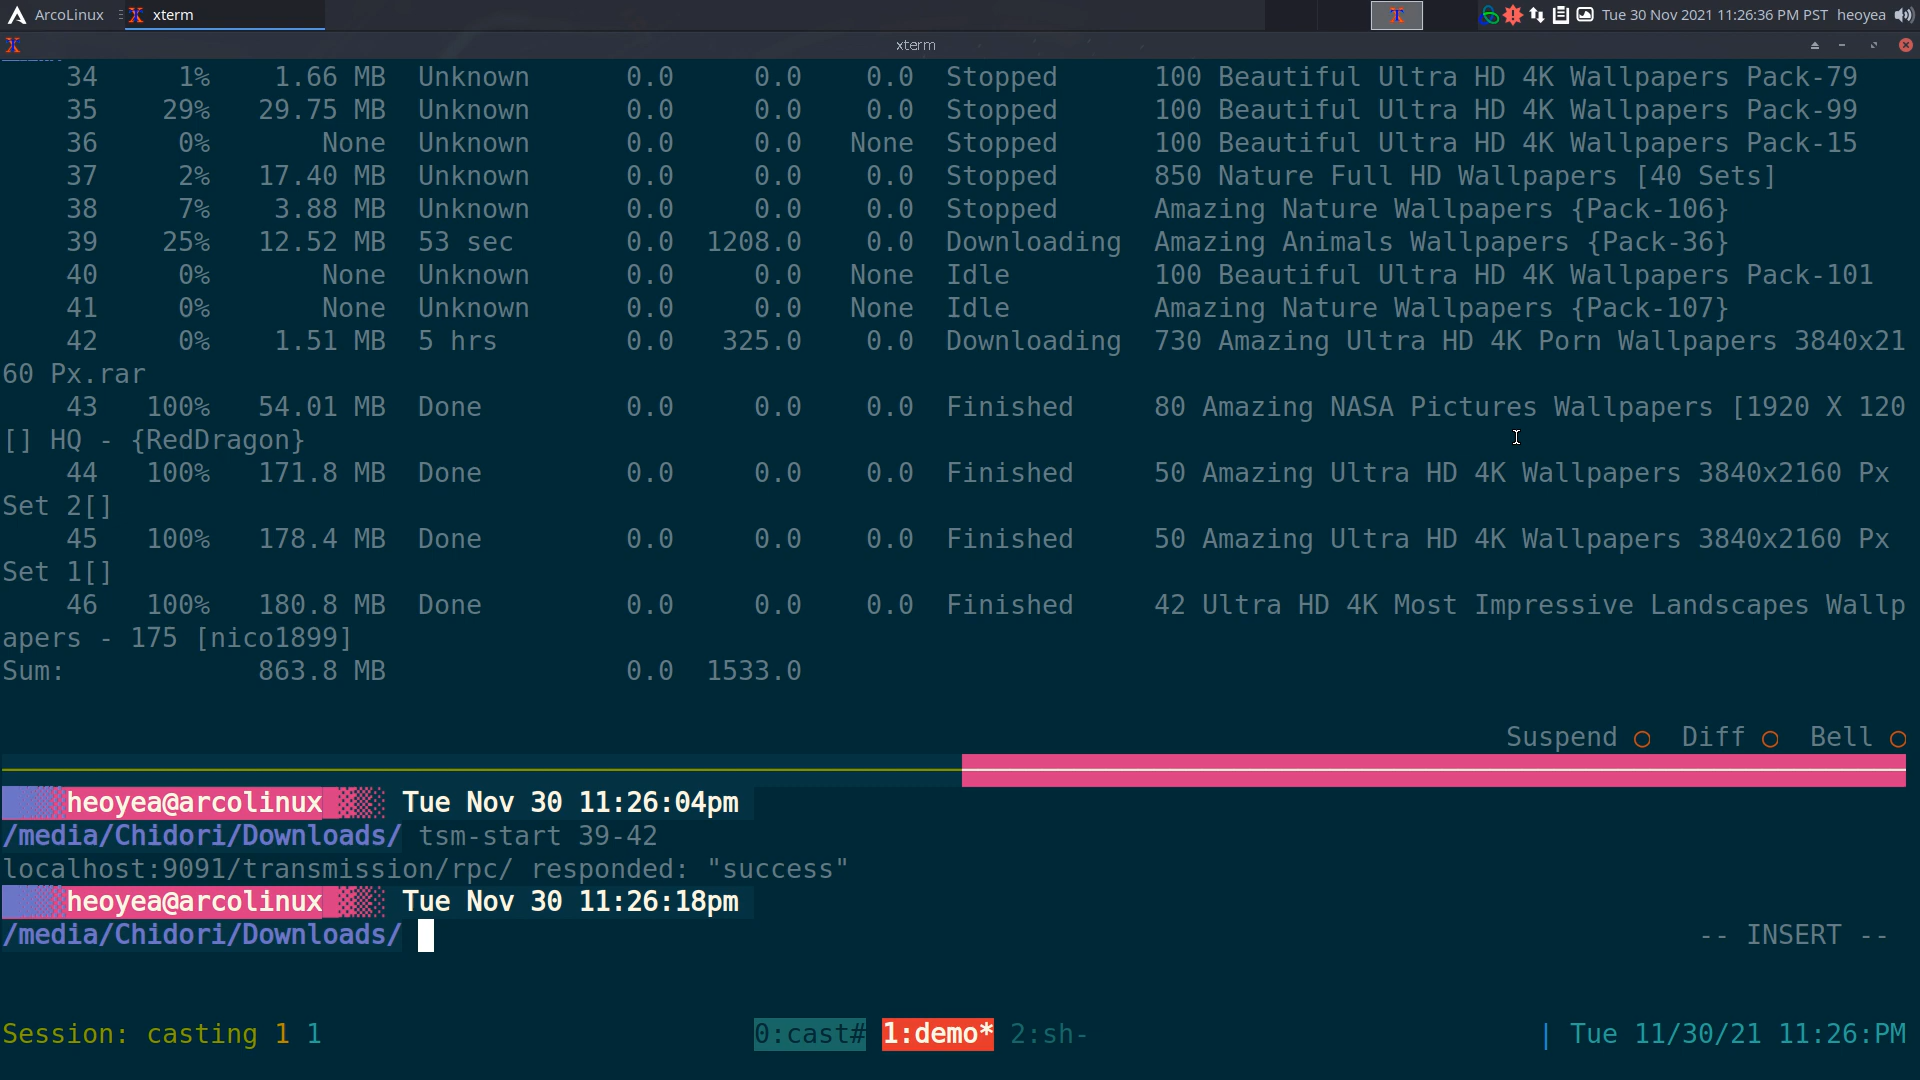 ArcoLinux xterm T Tue 30 Nov 2021 11:26:36 PM PST heoyea
xterm
34 1% 1.66 MB Unknown 0.0 0.0 0.0 Stopped 100 Beautiful Ultra HD 4K Wallpapers Pack-79
35 29% 29.75 MB Unknown 0.0 0.0 0.0 Stopped 100 Beautiful Ultra HD 4K Wallpapers Pack-99
36 0% None Unknown 0.0 0.0 None Stopped 100 Beautiful Ultra HD 4K Wallpapers Pack-15
37 2% 17.40 MB Unknown 0.0 0.0 0.0 Stopped 850 Nature Full HD Wallpapers [40 Sets]
38 7% 3.88 MB Unknown 0.0 0.0 0.0 Stopped Amazing Nature Wallpapers {Pack-106}
39 25% 12.52 MB 53 sec 0.0 1208.0 0.0 Downloading Amazing Animals Wallpapers {Pack-36}
40 0% None Unknown 0.0 0.0 None Idle 100 Beautiful Ultra HD 4K Wallpapers Pack-101
41 0% None Unknown 0.0 0.0 None Idle Amazing Nature Wallpapers {Pack-107}
42 0% 1.51 MB 5 hrs 0.0 325.0 0.0 Downloading 730 Amazing Ultra HD 4K Porn Wallpapers 3840x21
60 Px.rar
43 100% 54.01 MB Done 0.0 0.0 0.0 Finished 80 Amazing NASA Pictures Wallpapers [1920 X 120
[] HQ - {RedDragon}
44 100% 171.8 MB Done 0.0 0.0 0.0 Finished 50 Amazing Ultra HD 4K Wallpapers 3840x2160 Px
Set 2[]
45 100% 178.4 MB Done 0.0 0.0 0.0 Finished 50 Amazing Ultra HD 4K Wallpapers 3840x2160 Px
Set 1[]
46 100% 180.8 MB Done 0.0 0.0 0.0 Finished 42 Ultra HD 4K Most Impressive Landscapes Wallp
apers - 175 [nico1899]
Sum: 863.8 MB 0.0 1533.0
Suspend ○ Diff ○ Bell ○
heoyea@arcolinux Tue Nov 30 11:26:04pm
/media/Chidori/Downloads/ tsm-start 39-42
localhost:9091/transmission/rpc/ responded: "success"
heoyea@arcolinux Tue Nov 30 11:26:18pm
/media/Chidori/Downloads/ -- INSERT --
Session: casting 1 1 0:cast# 1:demo* 2:sh- | Tue 11/30/21 11:26:PM